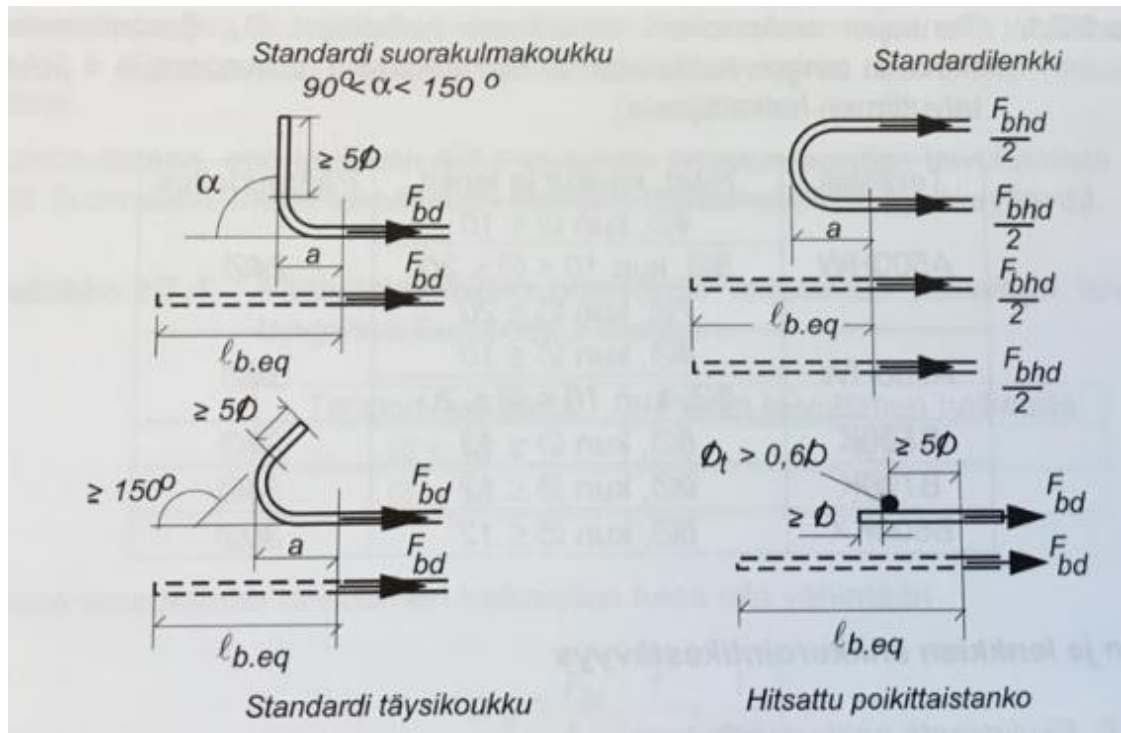 Standardi suorakulmakoukku
90° < α < 150 °
≥ 5Ø
α
F_bd
a
F_bd
ℓ_b.eq
Standardilenkki
F_bhd
2
F_bhd
2
a
F_bhd
2
ℓ_b.eq
F_bhd
2
≥ 5Ø
≥ 150°
F_bd
a
F_bd
ℓ_b.eq
Standardi täysikoukku
Ø_t > 0,6Ø
≥ 5Ø
≥ Ø
F_bd
F_bd
ℓ_b.eq
Hitsattu poikittaistanko